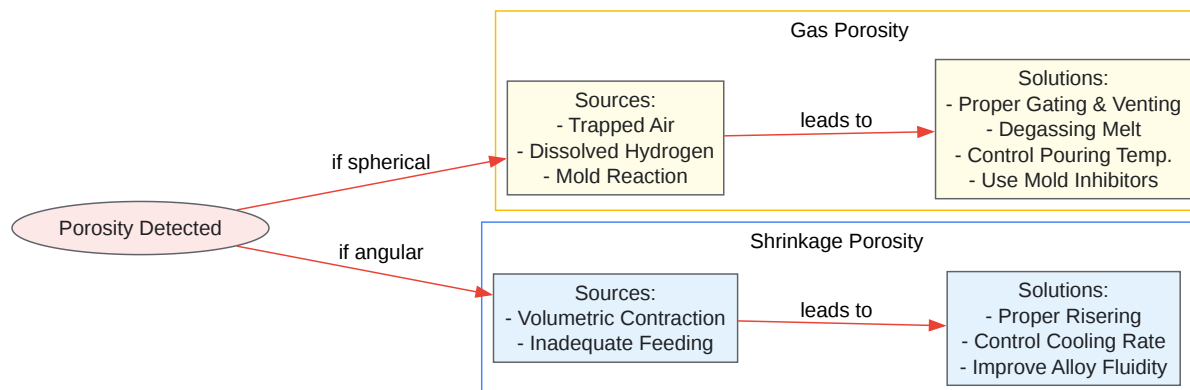 Gas Porosity
Sources:
- Trapped Air
- Dissolved Hydrogen
- Mold Reaction
leads to
Solutions:
- Proper Gating & Venting
- Degassing Melt
- Control Pouring Temp.
- Use Mold Inhibitors
if spherical
Porosity Detected
if angular
Shrinkage Porosity
Sources:
- Volumetric Contraction
- Inadequate Feeding
leads to
Solutions:
- Proper Risering
- Control Cooling Rate
- Improve Alloy Fluidity